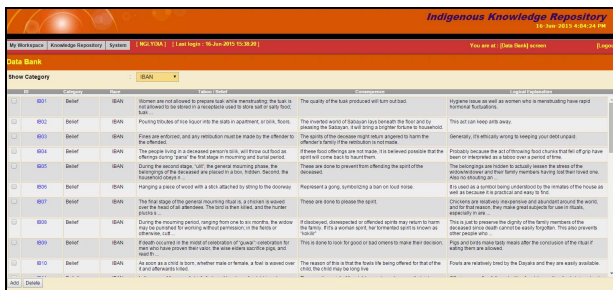 Indigenous Knowledge Repository
16-Jun-2015 4:04:24 PM
My Workspace Knowledge Repository System [ NGLYDIA ] [ Last login : 16-Jun-2015 15:38:20 ] You are at : [Data Bank] screen [Logout
Data Bank
Show Category : IBAN
ID Category Race Taboo / Belief Consequence Logical Explanation
IB01 Belief IBAN Women are not allowed to prepare tuak while menstruating; the tuak is The quality of the tuak produced will turn out bad. Hygiene issue as well as women who is menstruating have rapid
not allowed to be stored in a receptacle used to store salt or salty food; hormonal fluctuations.
tuak ...
IB02 Belief IBAN Pouring tributes of rice liquor into the slats in apartment, or bilik, floors. The inverted world of Sabayan lays beneath the floor and by This act can keep ants away.
pleasing the Sabayan, it will bring a brighter fortune to household.
IB03 Belief IBAN Fines are enforced, and any retribution must be made by the offender to The spirits of the deceased might return angered to harm the Generally, it's ethically wrong to keeping your debt unpaid.
the offended. offender's family if the retribution is not made.
IB04 Belief IBAN The people living in a deceased person's bilik, will throw out food as If these food offerings are not made, it is believed possible that the Probably because the act of throwing food chunks that fell off grip have
offerings during "pana" the first stage in mourning and burial period. spirit will come back to haunt them. been or interpreted as a taboo over a period of time.
IB05 Belief IBAN During the second stage, "ulit", the general mourning phase, the These are done to prevent from offending the spirit of the The belongings are hidden to actually lessen the stress of the
belongings of the deceased are placed in a box, hidden. Second, the deceased. widow/widower and their family members having lost their loved one.
household obeys n ... Also no shouting an ...
IB06 Belief IBAN Hanging a piece of wood with a stick attached by string to the doorway Represent a gong, symbolizing a ban on loud noise. It is used as a symbol being understood by the inmates of the house as
well as because it is practical and easy to find.
IB07 Belief IBAN The final stage of the general mourning ritual, is a chicken is waved These are done to please the spirit. Chickens are relatively inexpensive and abundant around the world,
over the head of all attendees. The bird is then killed, and the hunter and for that reason, they make great subjects for use in rituals,
plucks s ... especially in are ...
IB08 Belief IBAN During the mourning period, ranging from one to six months, the widow If disobeyed, disrespected or offended spirits may return to harm This is just to preserve the dignity of the family members of the
may be punished for working without permission; in the fields or the family. If it's a woman spirit, her tormented spirit is known as deceased since death cannot be easily forgotten. This also prevents
otherwise, cutt ... other people who ...
IB09 Belief IBAN If death occurred in the midst of celebration of "guwai"-celebration for This is done to look for good or bad omens to make their decision. Pigs and birds make tasty meals after the conclusion of the ritual if
men who have proven their valor, the wise elders sacrifice pigs, and eating them are allowed.
read th ...
IB10 Belief IBAN As soon as a child is born, whether male or female, a fowl is waved over The reason of this is that the fowls life being offered for that of the Fowls are relatively bred by the Dayaks and they are easily available.
it and afterwards killed. child, the child may be long live
Add Delete